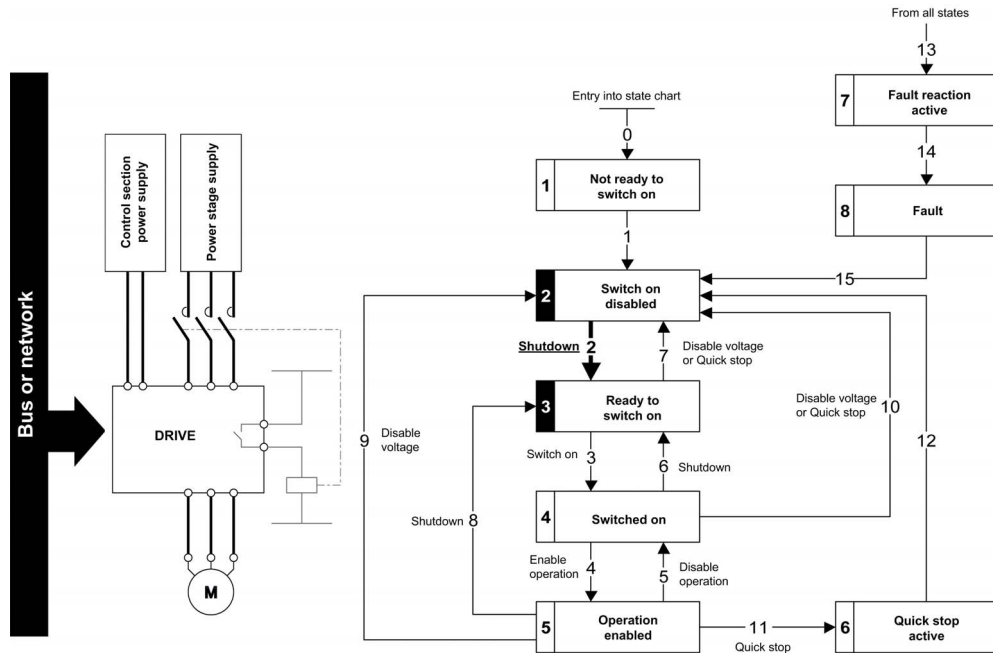 From all states
13
7
Fault reaction
active
14
8
Fault
15
Entry into state chart
0
1
Not ready to
switch on
1
2
Switch on
disabled
Shutdown 2
7
Disable voltage
or Quick stop
3
Ready to
switch on
Switch on 3
6 Shutdown
4
Switched on
Enable
operation
4
5
Disable
operation
5
Operation
enabled
11
Quick stop
6
Quick stop
active
Disable voltage
or Quick stop
10
12
9
Disable
voltage
Shutdown 8
Bus or network
Control section
power supply
Power stage supply
DRIVE
M